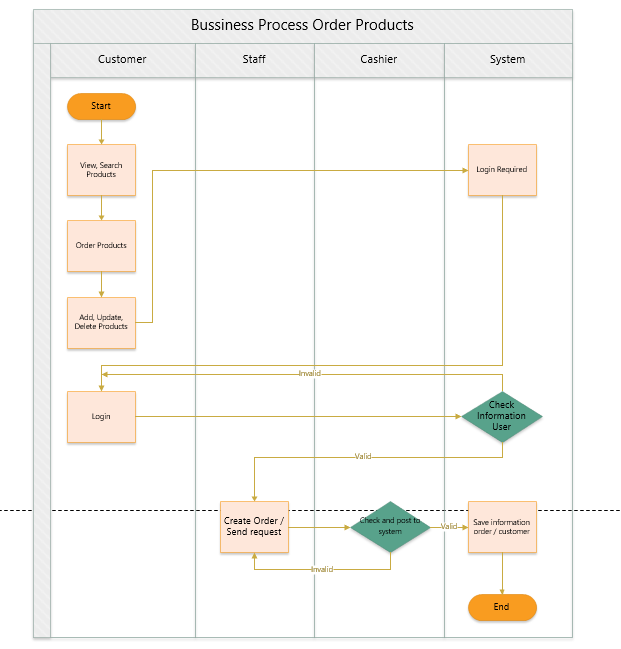 Bussiness Process Order Products
Customer
Staff
Cashier
System
Start
View, Search
Products
Login Required
Order Products
Add, Update,
Delete Products
Invalid
Login
Check
Information
User
Valid
Create Order /
Send request
Check and post to
system
Valid
Save information
order / customer
Invalid
End